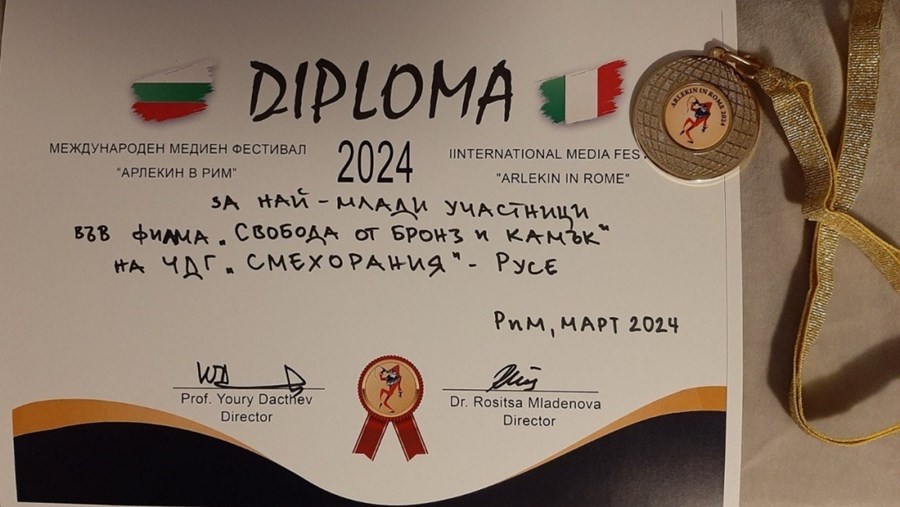 DIPLOMA
МЕЖДУНАРОДЕН МЕДИЕН ФЕСТИВАЛ
"АРЛЕКИН В РИМ"
2024
IINTERNATIONAL MEDIA FES
"ARLEKIN IN ROME"
ЗА НАЙ-МЛАДИ УЧАСТНИЦИ
ВЪВ ФИЛМА „СВОБОДА ОТ БРОНЗ И КАМЪК"
НА ЧДГ „СМЕХОРАНИЯ" - РУСЕ
РИМ, МАРТ 2024
Prof. Youry Dacthev
Director
Dr. Rositsa Mladenova
Director
ARLEKIN IN ROME 2024